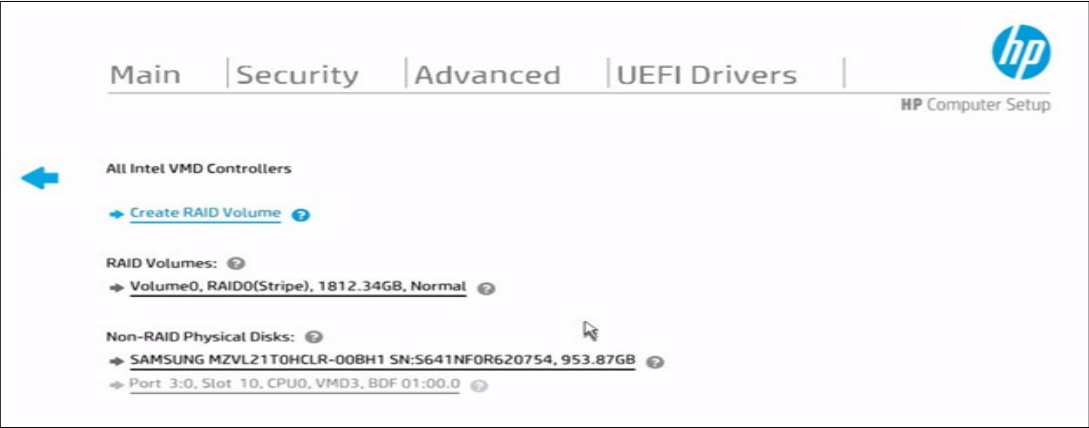 hp
Main Security Advanced UEFI Drivers
HP Computer Setup
All Intel VMD Controllers
Create RAID Volume ?
RAID Volumes: ?
Volume0, RAID0(Stripe), 1812.34GB, Normal ?
Non-RAID Physical Disks: ?
SAMSUNG MZVL21T0HCLR-00BH1 SN:S641NF0R620754, 953.87GB ?
Port 3:0, Slot 10, CPU0, VMD3, BDF 01:00.0 ?